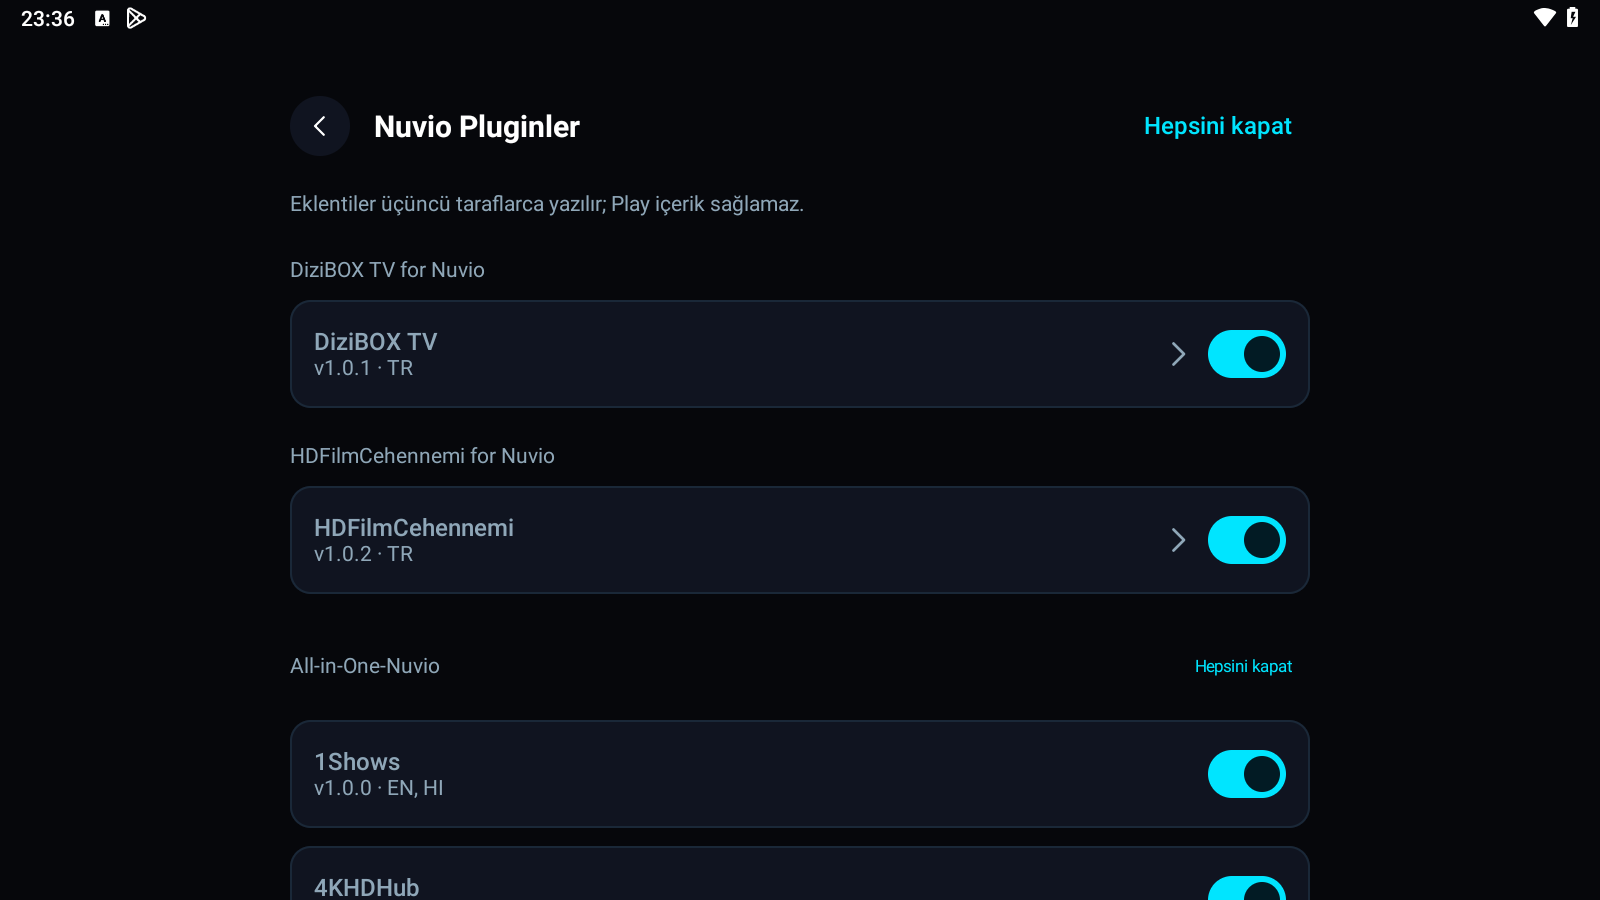 23:36
Nuvio Pluginler
Hepsini kapat
Eklentiler üçüncü taraflarca yazılır; Play içerik sağlamaz.
DiziBOX TV for Nuvio
DiziBOX TV
v1.0.1 · TR
HDFilmCehennemi for Nuvio
HDFilmCehennemi
v1.0.2 · TR
All-in-One-Nuvio
Hepsini kapat
1Shows
v1.0.0 · EN, HI
4KHDHub